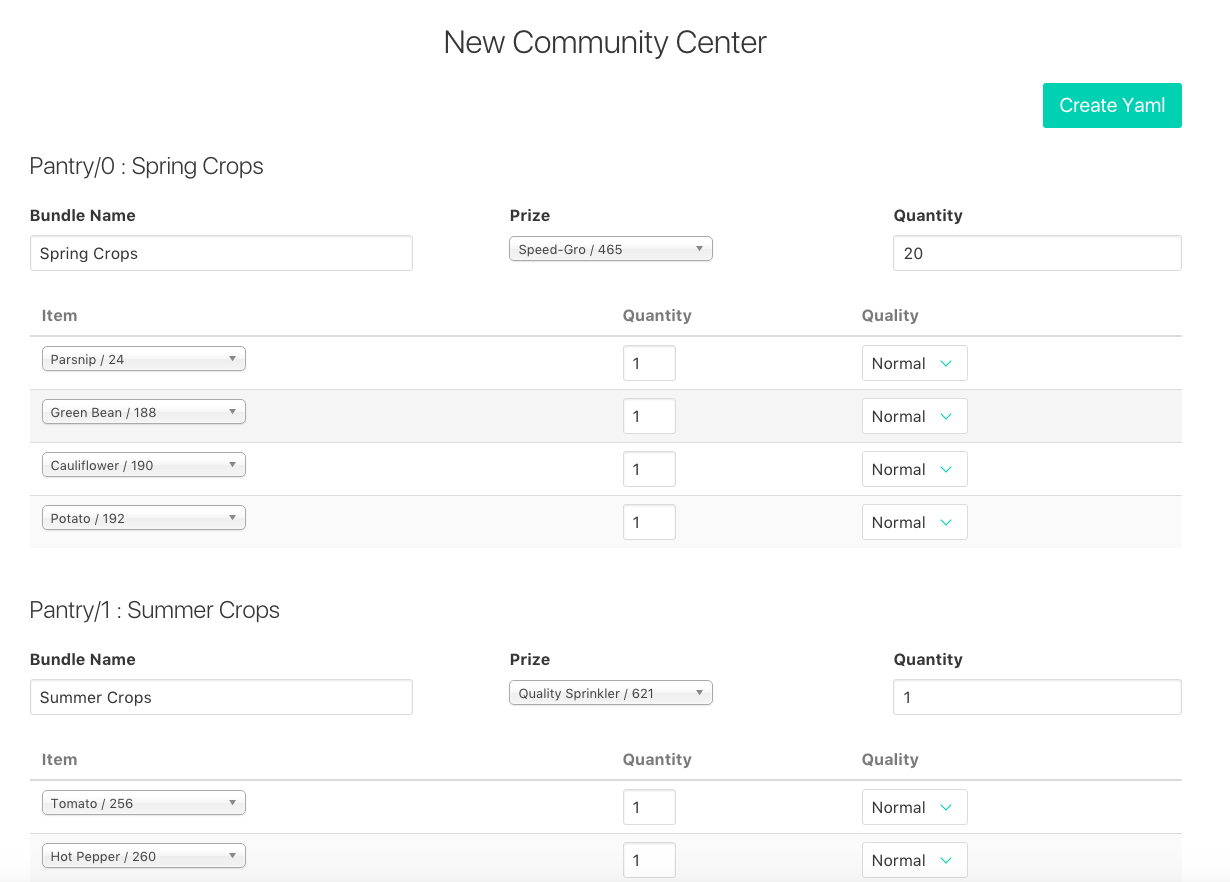 New Community Center
Create Yaml
Pantry/0 : Spring Crops
Bundle Name Prize Quantity
Spring Crops Speed-Gro / 465 20
Item Quantity Quality
Parsnip / 24 1 Normal
Green Bean / 188 1 Normal
Cauliflower / 190 1 Normal
Potato / 192 1 Normal
Pantry/1 : Summer Crops
Bundle Name Prize Quantity
Summer Crops Quality Sprinkler / 621 1
Item Quantity Quality
Tomato / 256 1 Normal
Hot Pepper / 260 1 Normal